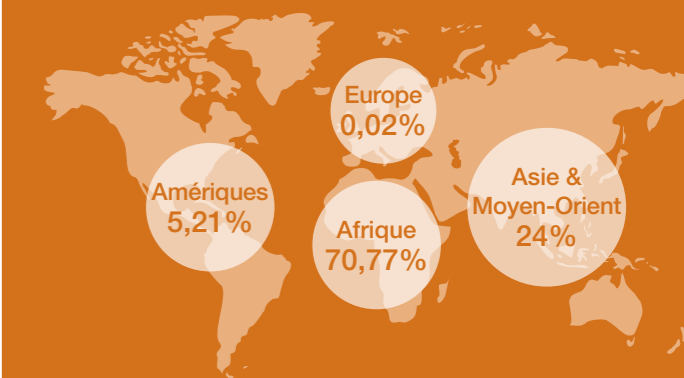 Europe
0,02%
Amériques
5,21%
Afrique
70,77%
Asie &
Moyen-Orient
24%